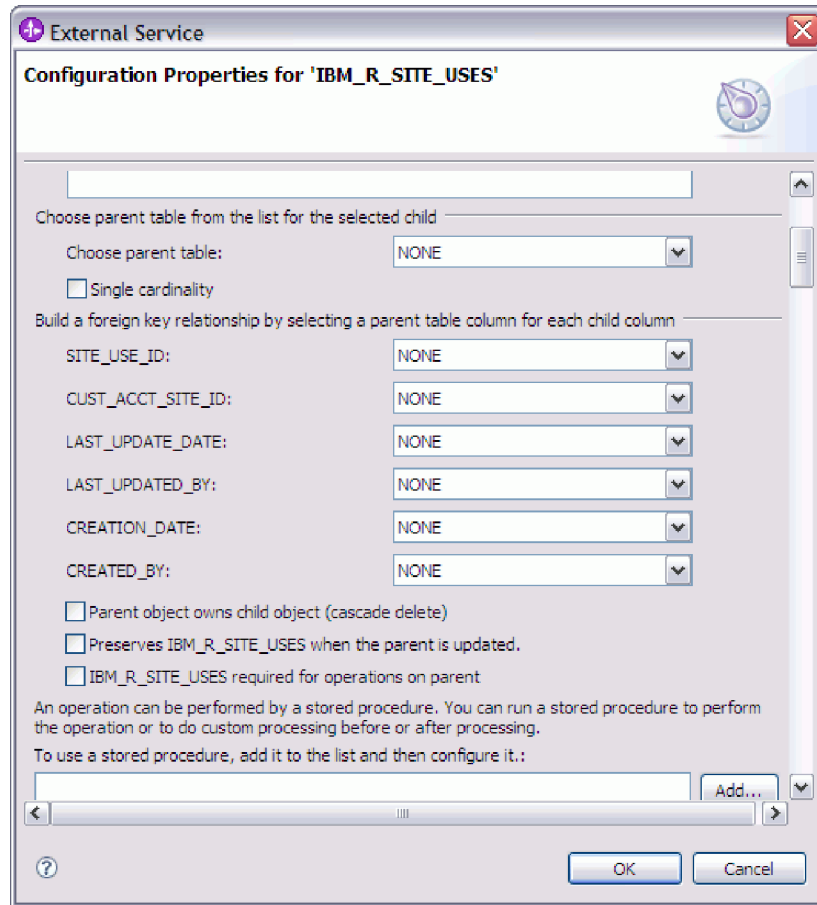 External Service
Configuration Properties for 'IBM_R_SITE_USES'
Choose parent table from the list for the selected child
Choose parent table: NONE
Single cardinality
Build a foreign key relationship by selecting a parent table column for each child column
SITE_USE_ID: NONE
CUST_ACCT_SITE_ID: NONE
LAST_UPDATE_DATE: NONE
LAST_UPDATED_BY: NONE
CREATION_DATE: NONE
CREATED_BY: NONE
Parent object owns child object (cascade delete)
Preserves IBM_R_SITE_USES when the parent is updated.
IBM_R_SITE_USES required for operations on parent
An operation can be performed by a stored procedure. You can run a stored procedure to perform
the operation or to do custom processing before or after processing.
To use a stored procedure, add it to the list and then configure it.:
Add...
OK Cancel